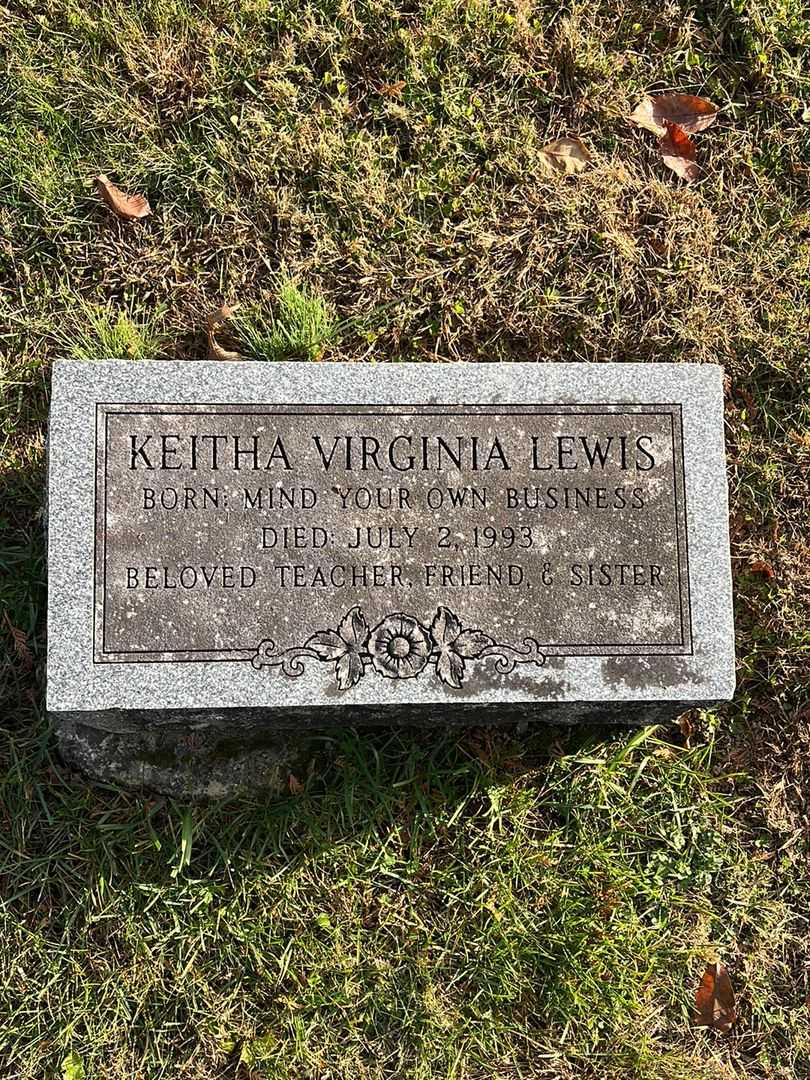 KEITHA VIRGINIA LEWIS
BORN: MIND YOUR OWN BUSINESS
DIED: JULY 2, 1993
BELOVED TEACHER, FRIEND, & SISTER